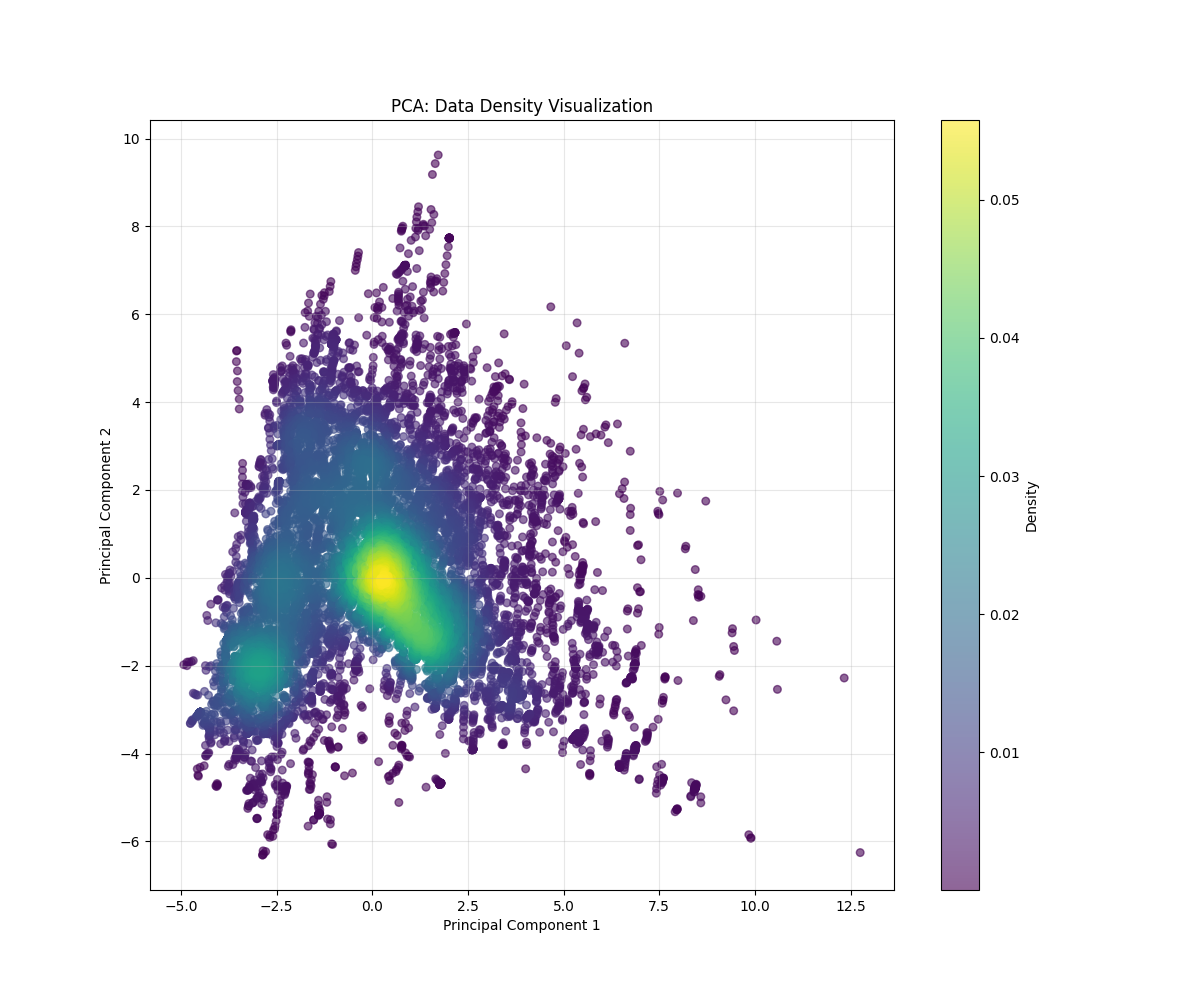 PCA: Data Density Visualization
10
8
6
4
2
0
−2
−4
−6
Principal Component 2
−5.0 −2.5 0.0 2.5 5.0 7.5 10.0 12.5
Principal Component 1
0.05
0.04
0.03
0.02
0.01
Density